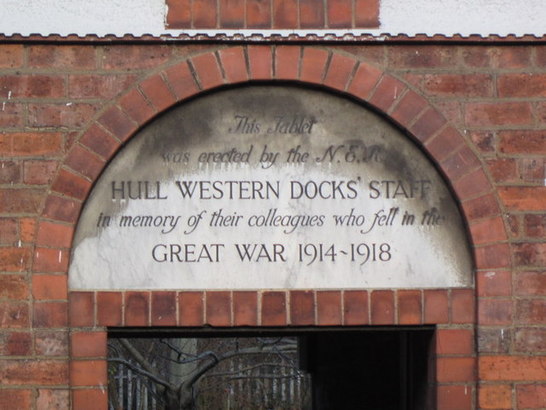 This Tablet
was erected by the N.E.R.
HULL WESTERN DOCKS' STAFF
in memory of their colleagues who fell in the
GREAT WAR 1914~1918